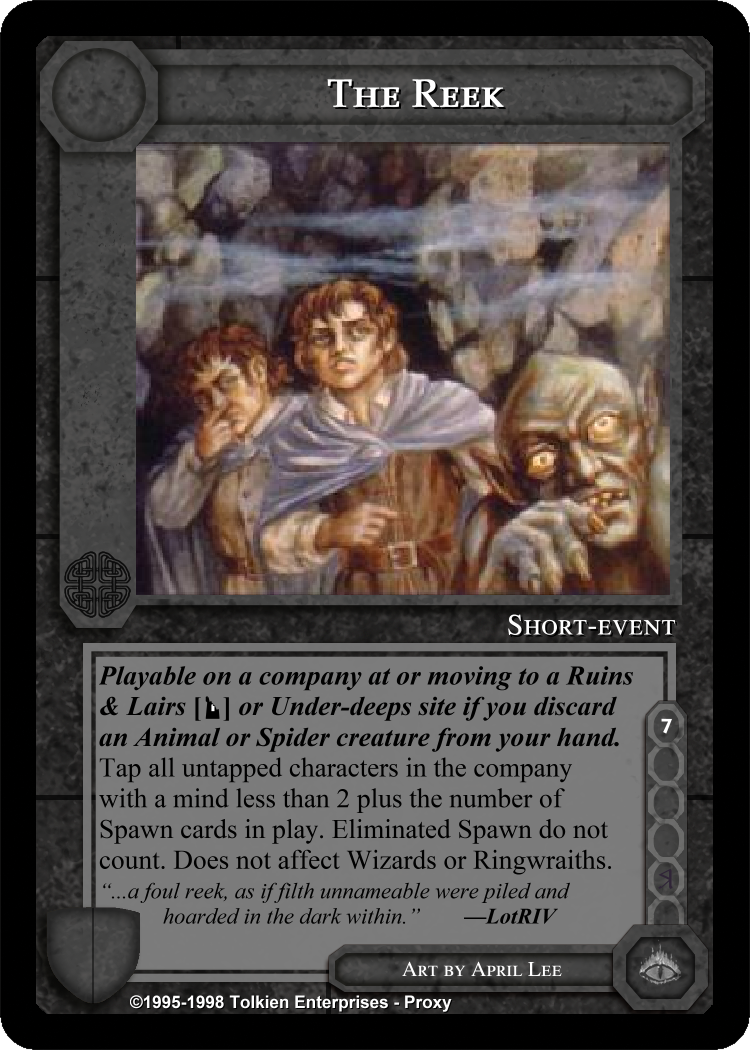 The Reek
Short-event
Playable on a company at or moving to a Ruins
& Lairs [ ] or Under-deeps site if you discard
an Animal or Spider creature from your hand.
Tap all untapped characters in the company
with a mind less than 2 plus the number of
Spawn cards in play. Eliminated Spawn do not
count. Does not affect Wizards or Ringwraiths.
“...a foul reek, as if filth unnameable were piled and
hoarded in the dark within.” —LotRIV
7
Art by April Lee
©1995-1998 Tolkien Enterprises - Proxy